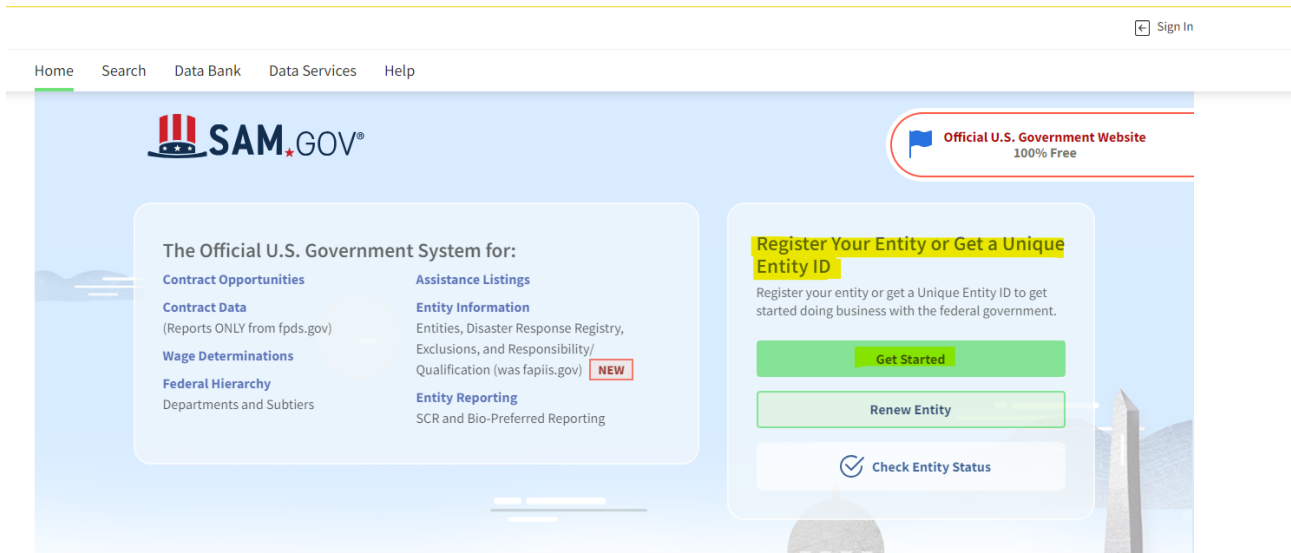 Sign In
Home Search Data Bank Data Services Help
SAM.GOV®
Official U.S. Government Website
100% Free
The Official U.S. Government System for:
Contract Opportunities
Contract Data
(Reports ONLY from fpds.gov)
Wage Determinations
Federal Hierarchy
Departments and Subtiers
Assistance Listings
Entity Information
Entities, Disaster Response Registry,
Exclusions, and Responsibility/
Qualification (was fapiis.gov) NEW
Entity Reporting
SCR and Bio-Preferred Reporting
Register Your Entity or Get a Unique
Entity ID
Register your entity or get a Unique Entity ID to get
started doing business with the federal government.
Get Started
Renew Entity
Check Entity Status